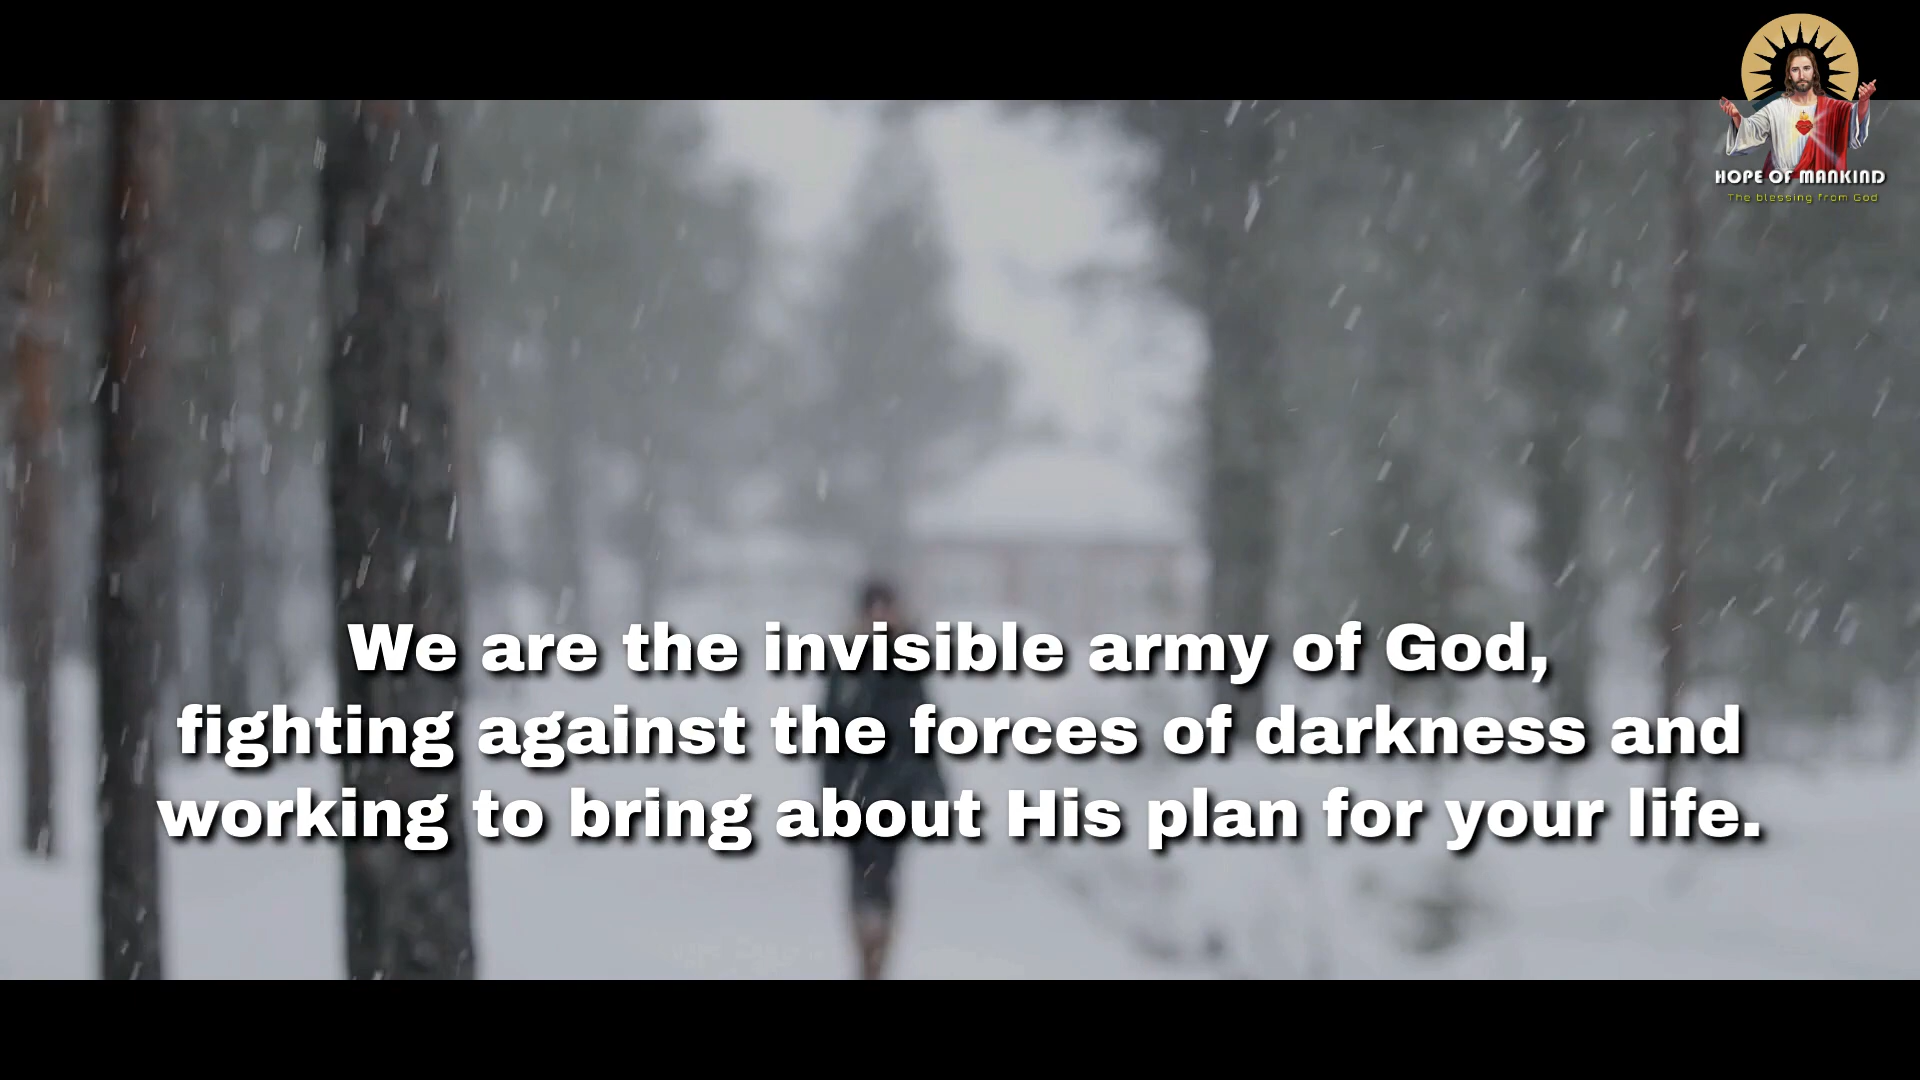 HOPE OF MANKIND
The blessing from God
We are the invisible army of God,
fighting against the forces of darkness and
working to bring about His plan for your life.